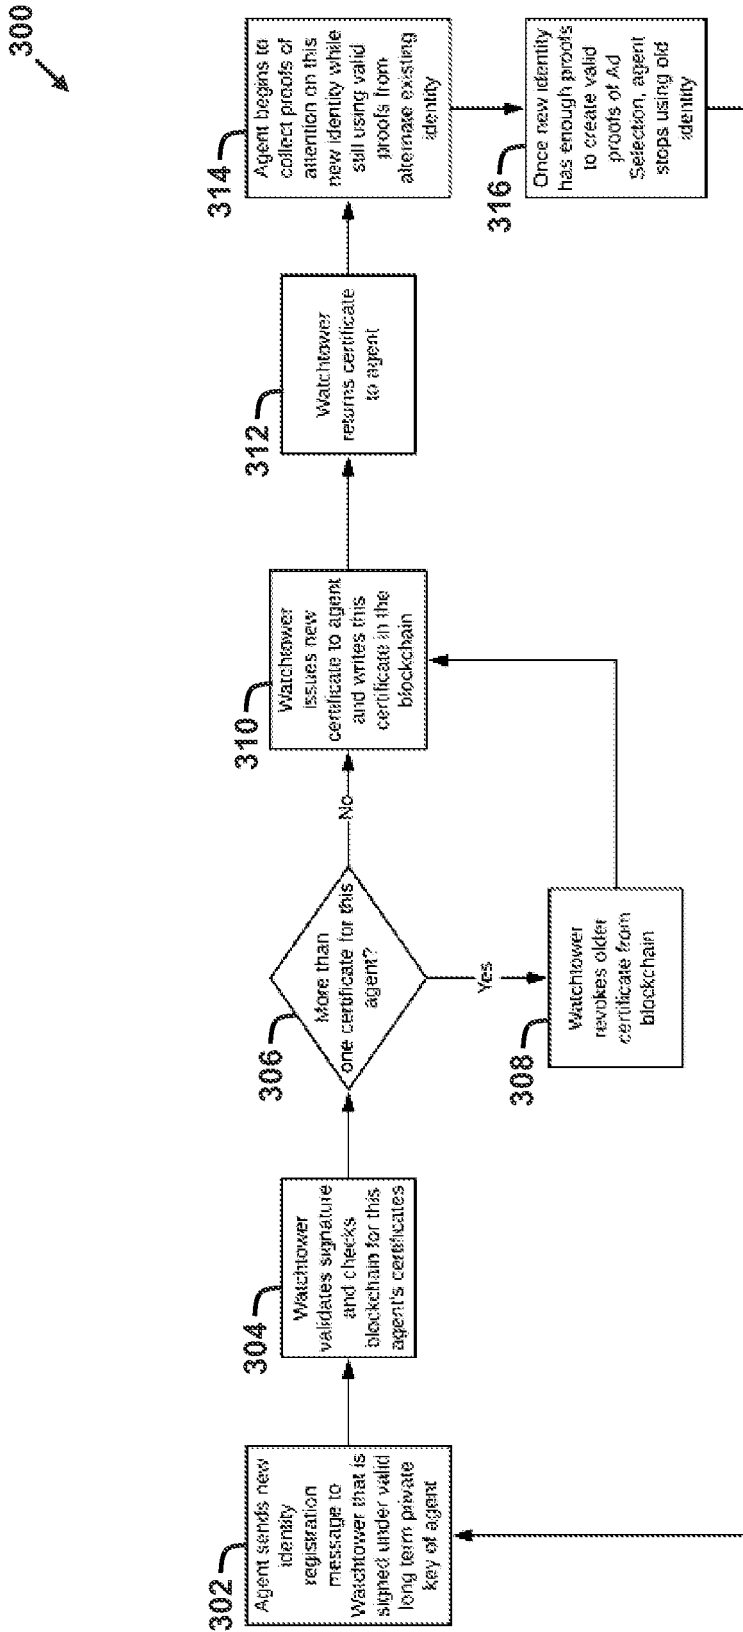 300
302
Agent sends new
identity
registration
message to
Watchtower that is
signed under valid
long term private
key of agent
304
Watchtower
validates signature
and checks
blockchain for this
agent's certificates
306
More than
one certificate for this
agent?
No
Yes
308
Watchtower
revokes older
certificate from
blockchain
310
Watchtower
issues new
certificate to agent
and writes this
certificate in the
blockchain
312
Watchtower
returns certificate
to agent
314
Agent begins to
collect proofs of
attention on this
new identity while
still using valid
proofs from
alternate existing
identity
316
Once new identity
has enough proofs
to create valid
proofs of Ad
Selection, agent
stops using old
identity